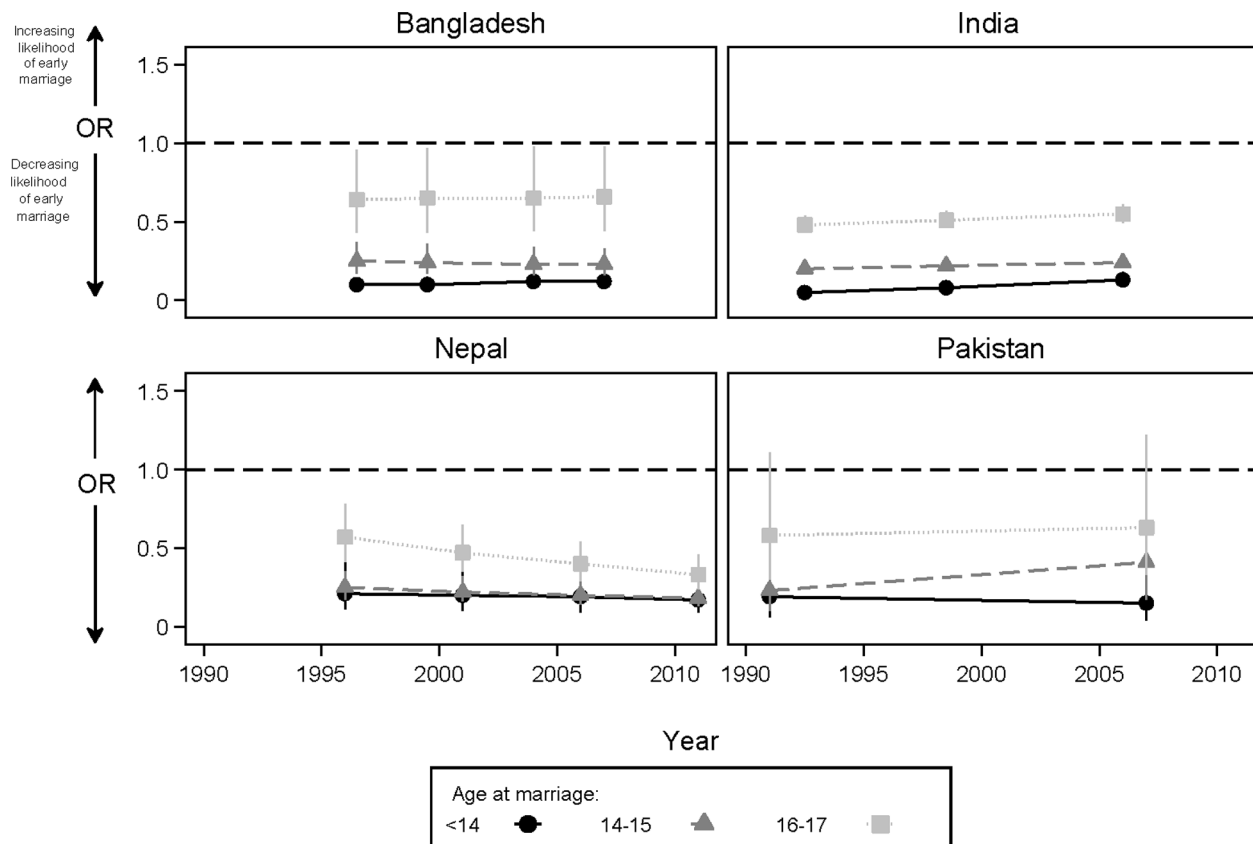 Increasing
likelihood
of early
marriage
OR
Decreasing
likelihood
of early
marriage
Bangladesh
India
1.5
1.0
0.5
0
Nepal
Pakistan
OR
1.5
1.0
0.5
0
1990 1995 2000 2005 2010
1990 1995 2000 2005 2010
Year
Age at marriage:
<14 14-15 16-17